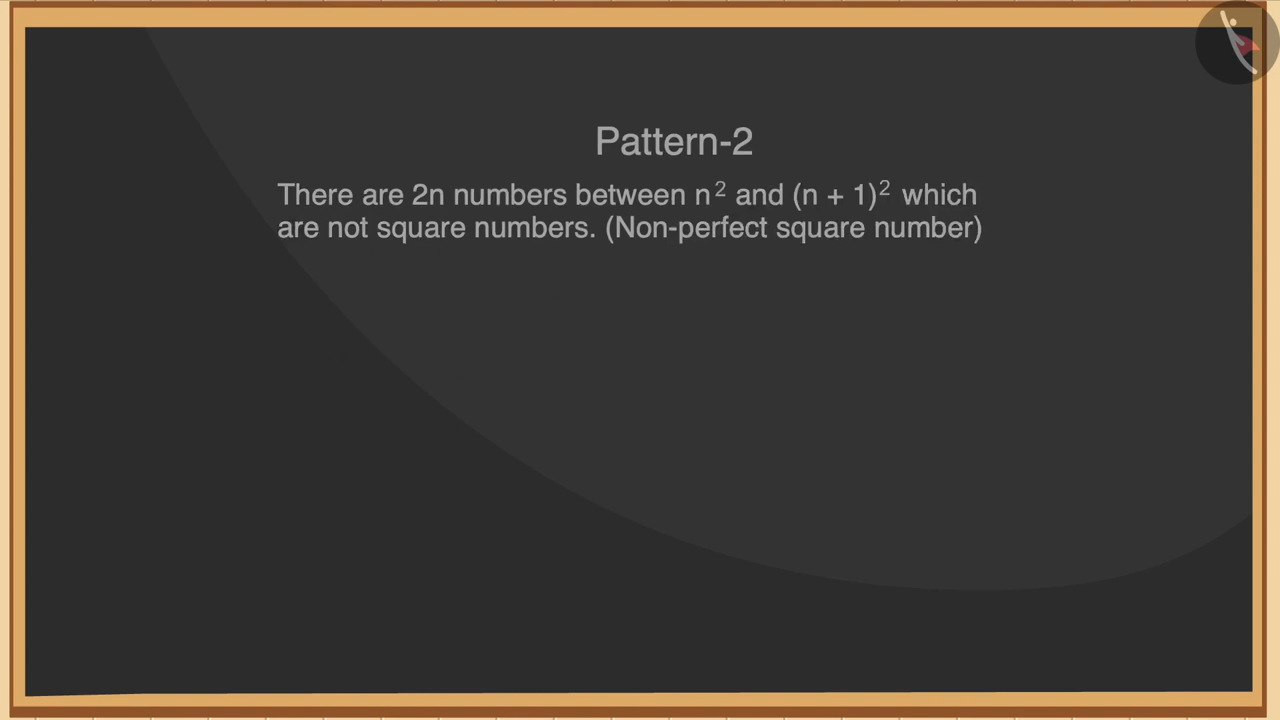 Pattern-2
There are 2n numbers between n² and (n + 1)² which
are not square numbers. (Non-perfect square number)